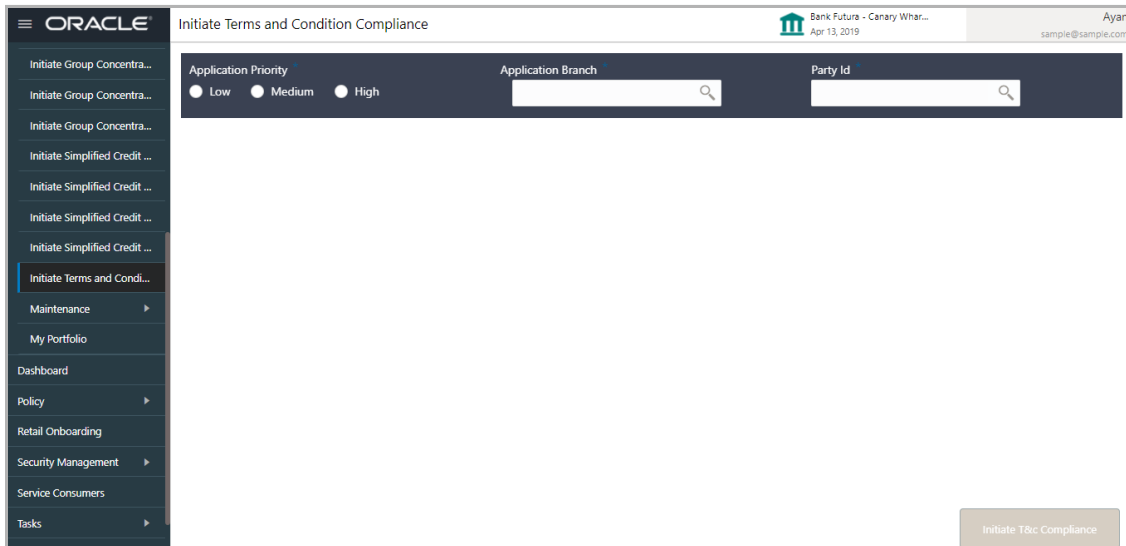 ORACLE
Initiate Terms and Condition Compliance
Bank Futura - Canary Whar...
Apr 13, 2019
Ayan
sample@sample.com
Initiate Group Concentra...
Initiate Group Concentra...
Initiate Group Concentra...
Initiate Simplified Credit ...
Initiate Simplified Credit ...
Initiate Simplified Credit ...
Initiate Simplified Credit ...
Initiate Terms and Condi...
Maintenance
My Portfolio
Dashboard
Policy
Retail Onboarding
Security Management
Service Consumers
Tasks
Application Priority *
Low Medium High
Application Branch *
Party Id *
Initiate T&c Compliance